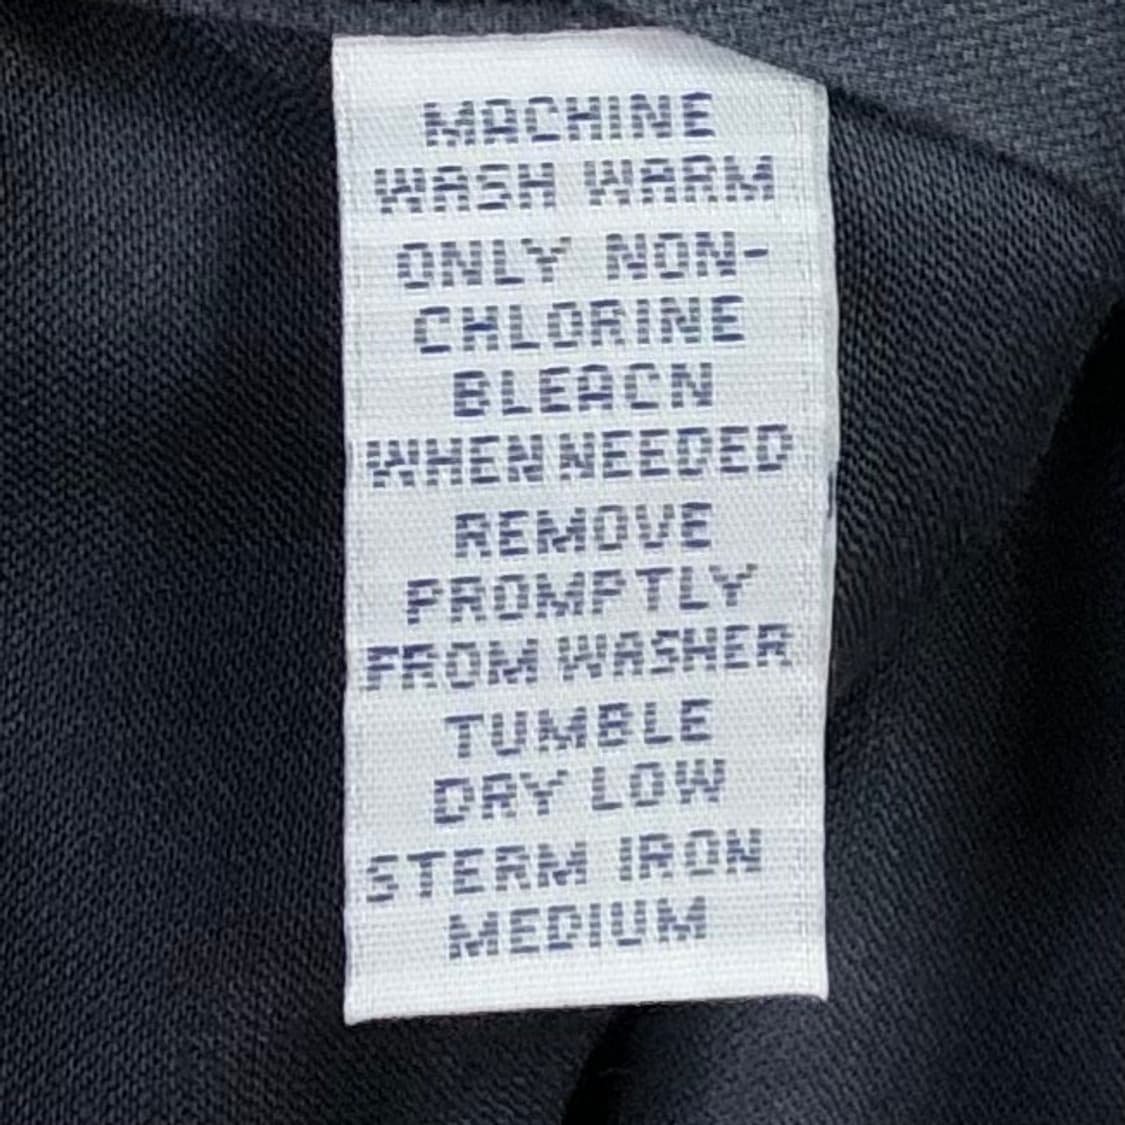 MACHINE
WASH WARM
ONLY NON-
CHLORINE
BLEACN
WHEN NEEDED
REMOVE
PROMPTLY
FROM WASHER
TUMBLE
DRY LOW
STERM IRON
MEDIUM